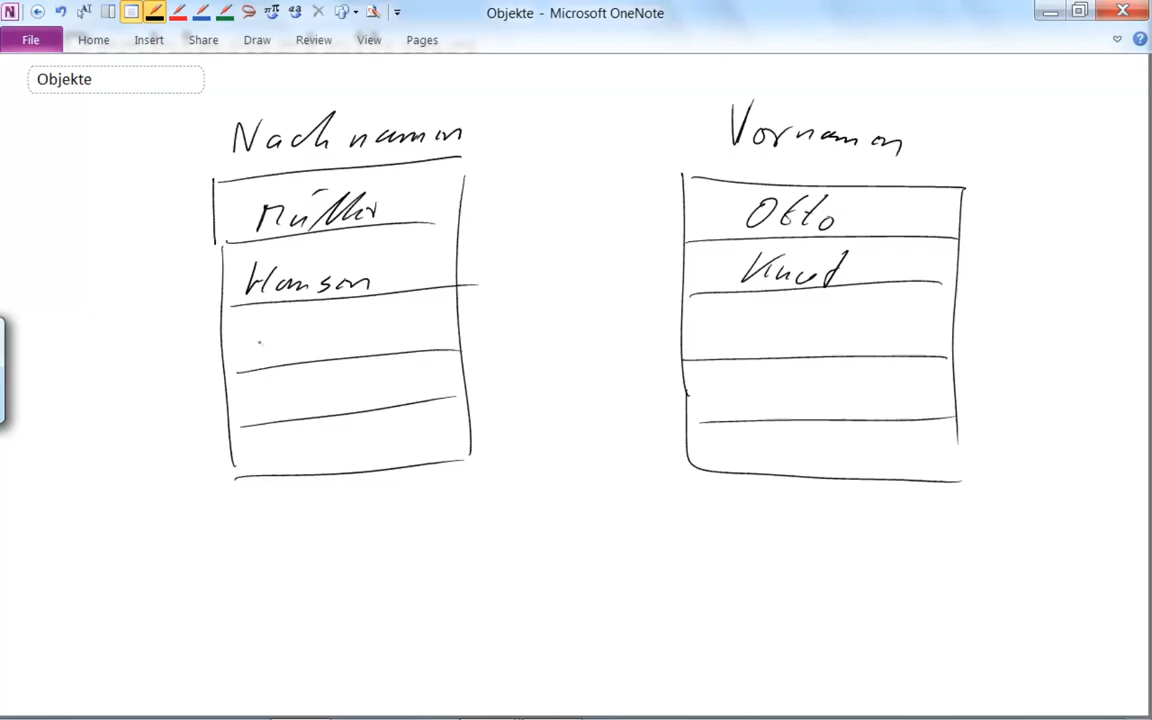 Objekte - Microsoft OneNote
File Home Insert Share Draw Review View Pages
Objekte
Nachnamen
Vornamen
Müller
Otto
Hansen
Knud